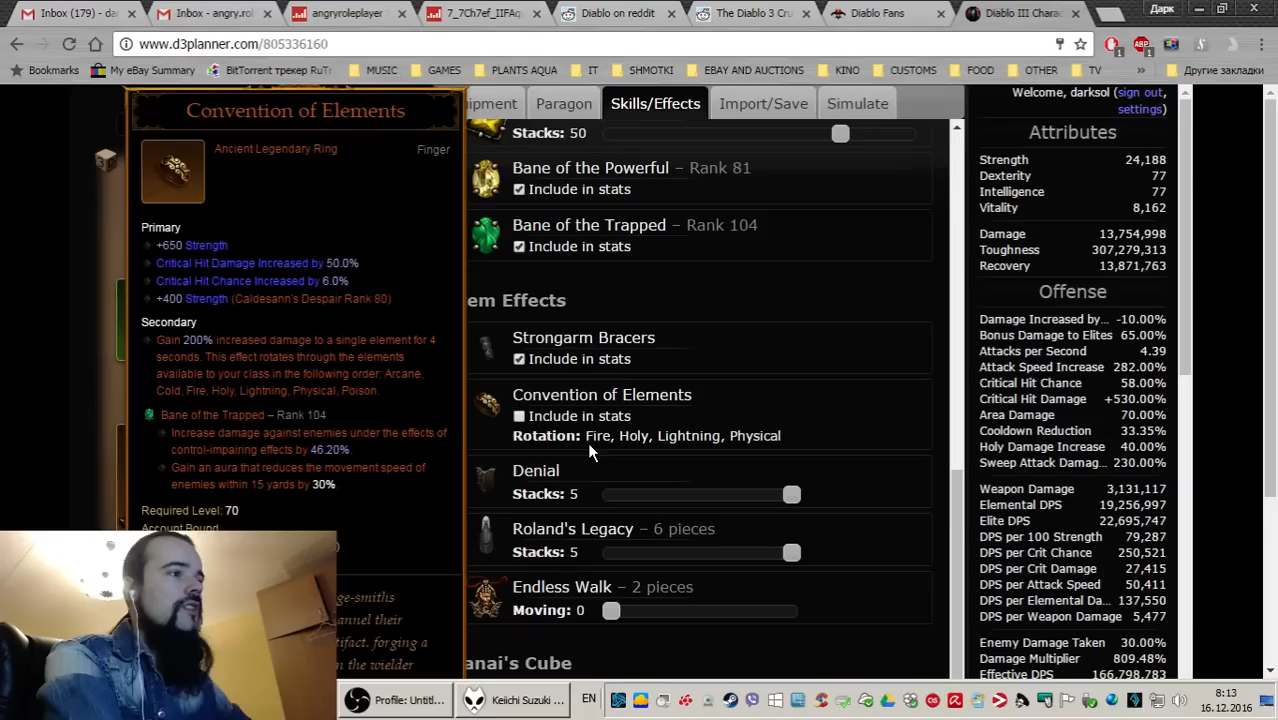 Inbox (179) - da
Inbox - angry.rol
angryroleplayer
7_7Ch7ef_IIFAq
Diablo on reddit
The Diablo 3 Cru
Diablo Fans
Diablo III Charac
Дарк
www.d3planner.com/805336160
Bookmarks
My eBay Summary
BitTorrent трекер RuTr
MUSIC
GAMES
PLANTS AQUA
IT
SHMOTKI
EBAY AND AUCTIONS
KINO
CUSTOMS
FOOD
OTHER
TV
»
Другие закладки
Convention of Elements
Ancient Legendary Ring
Finger
Primary
+650 Strength
Critical Hit Damage Increased by 50.0%
Critical Hit Chance Increased by 6.0%
+400 Strength (Caldesann's Despair Rank 80)
Secondary
Gain 200% increased damage to a single element for 4
seconds. This effect rotates through the elements
available to your class in the following order: Arcane,
Cold, Fire, Holy, Lightning, Physical, Poison.
Bane of the Trapped – Rank 104
Increase damage against enemies under the effects of
control-impairing effects by 46.20%.
Gain an aura that reduces the movement speed of
enemies within 15 yards by 30%.
Required Level: 70
Account Bound
ge-smiths
annel their
tifact, forging a
n the wielder
ipment
Paragon
Skills/Effects
Import/Save
Simulate
Stacks: 50
Bane of the Powerful – Rank 81
Include in stats
Bane of the Trapped – Rank 104
Include in stats
em Effects
Strongarm Bracers
Include in stats
Convention of Elements
Include in stats
Rotation: Fire, Holy, Lightning, Physical
Denial
Stacks: 5
Roland's Legacy – 6 pieces
Stacks: 5
Endless Walk – 2 pieces
Moving: 0
anai's Cube
Welcome, darksol (sign out,
settings)
Attributes
Strength 24,188
Dexterity 77
Intelligence 77
Vitality 8,162
Damage 13,754,998
Toughness 307,279,313
Recovery 13,871,763
Offense
Damage Increased by... -10.00%
Bonus Damage to Elites 65.00%
Attacks per Second 4.39
Attack Speed Increase 282.00%
Critical Hit Chance 58.00%
Critical Hit Damage +530.00%
Area Damage 70.00%
Cooldown Reduction 33.35%
Holy Damage Increase 40.00%
Sweep Attack Damag... 230.00%
Weapon Damage 3,131,117
Elemental DPS 19,256,997
Elite DPS 22,695,747
DPS per 100 Strength 79,287
DPS per Crit Chance 250,521
DPS per Crit Damage 27,415
DPS per Attack Speed 50,411
DPS per Elemental Da... 137,550
DPS per Weapon Damage 5,477
Enemy Damage Taken 30.00%
Damage Multiplier 809.48%
Effective DPS 166,798,783
Profile: Untitl...
Keiichi Suzuki ...
EN
8:13
16.12.2016